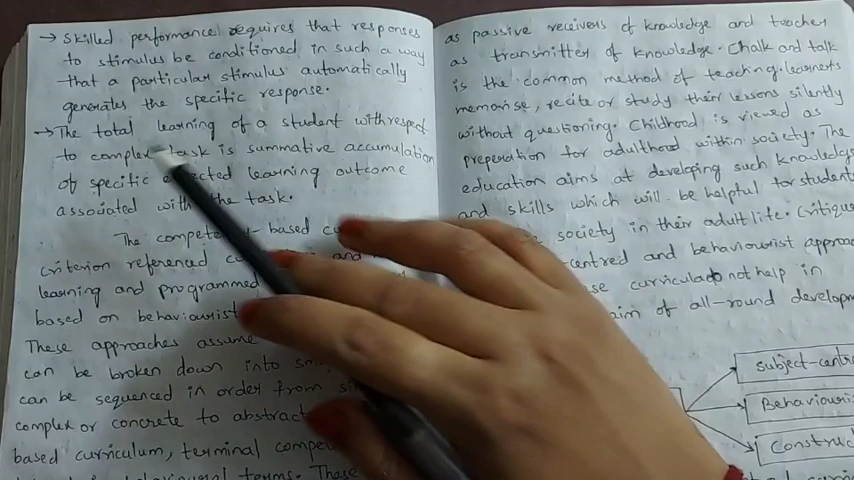 → skilled performance requires that responses
to stimulus be conditioned in such a way
that a particular stimulus automatically
generates the specific response.
→ The total learning of a student with respect
to complex task is summative accumulation
of specific learning outcome
associated with the task.
The based
criterion referenced and
learning and programmed
based on behaviourist
These approaches assume
can be broken down into
can be sequenced in order from
complex or concrete to abstract
based curriculum, terminal
behavioural terms. These
as passive receivers of knowledge and teacher
as transmitter of knowledge. Chalk and talk
is the common method of teaching. learners
memorise, recite or study their lessons silently
without questioning. Childhood is viewed as
preperation for adulthood within society. The
education aims at developing such knowledge
and skills which will be helpful for students
society in their adult life. Critique
centred and behaviourist
curricula do not help in
aim of all-round
subject-centre
Behaviouris
Construc